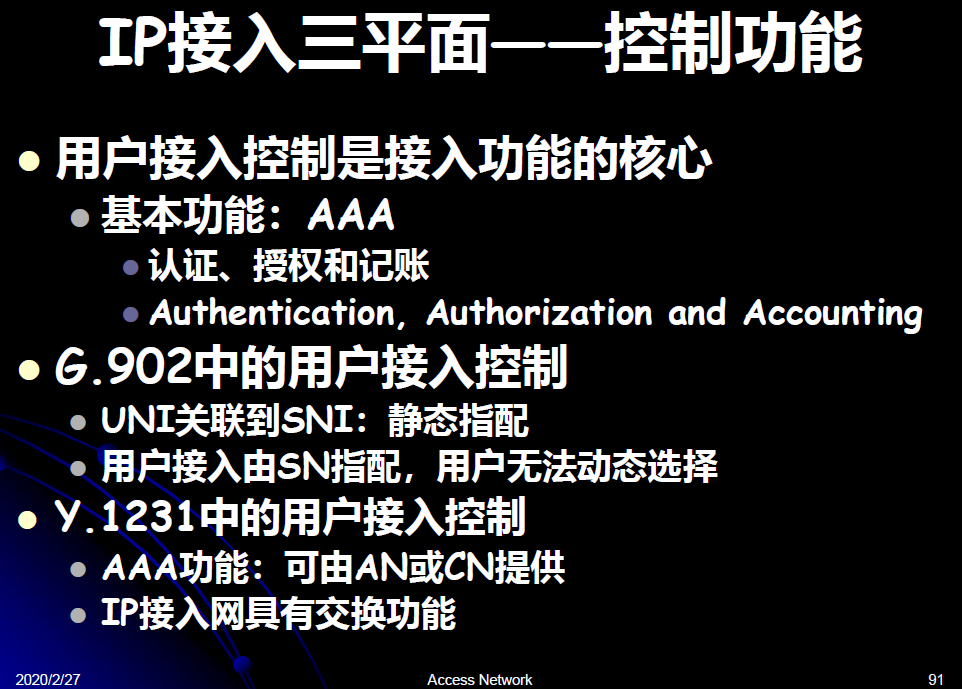 IP接入三平面——控制功能
用户接入控制是接入功能的核心
基本功能：AAA
认证、授权和记账
Authentication, Authorization and Accounting
G.902中的用户接入控制
UNI关联到SNI：静态指配
用户接入由SN指配，用户无法动态选择
Y.1231中的用户接入控制
AAA功能：可由AN或CN提供
IP接入网具有交换功能
2020/2/27
Access Network
91